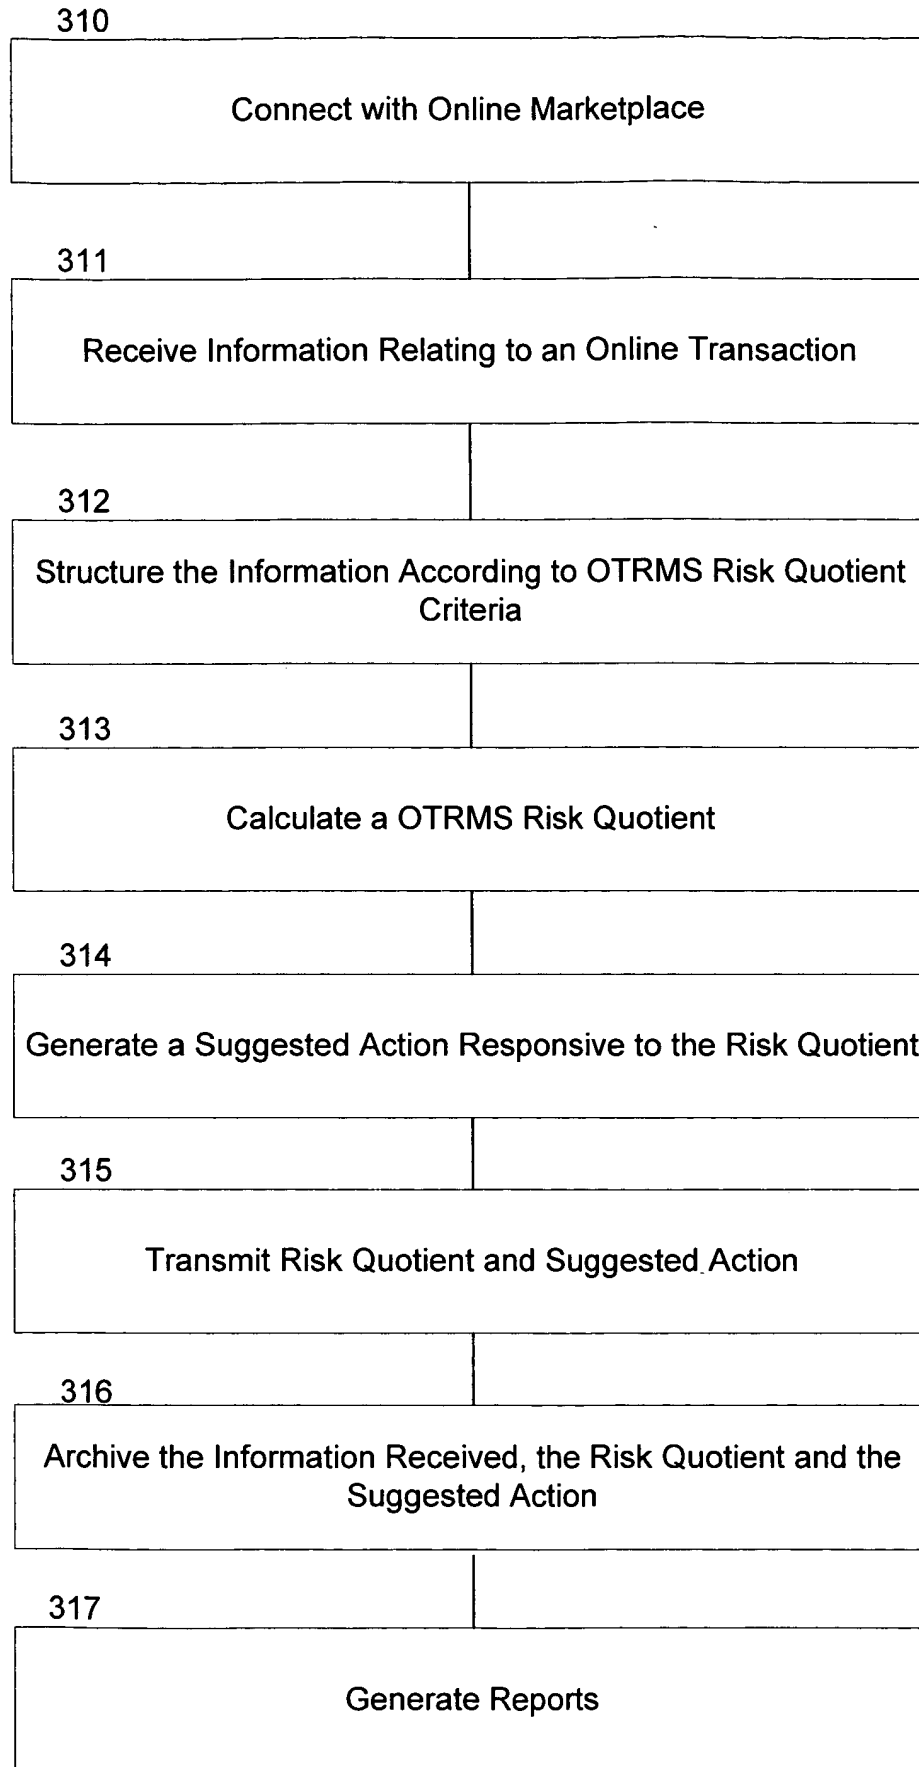 310
Connect with Online Marketplace
311
Receive Information Relating to an Online Transaction
312
Structure the Information According to OTRMS Risk Quotient
Criteria
313
Calculate a OTRMS Risk Quotient
314
Generate a Suggested Action Responsive to the Risk Quotient
315
Transmit Risk Quotient and Suggested Action
316
Archive the Information Received, the Risk Quotient and the
Suggested Action
317
Generate Reports